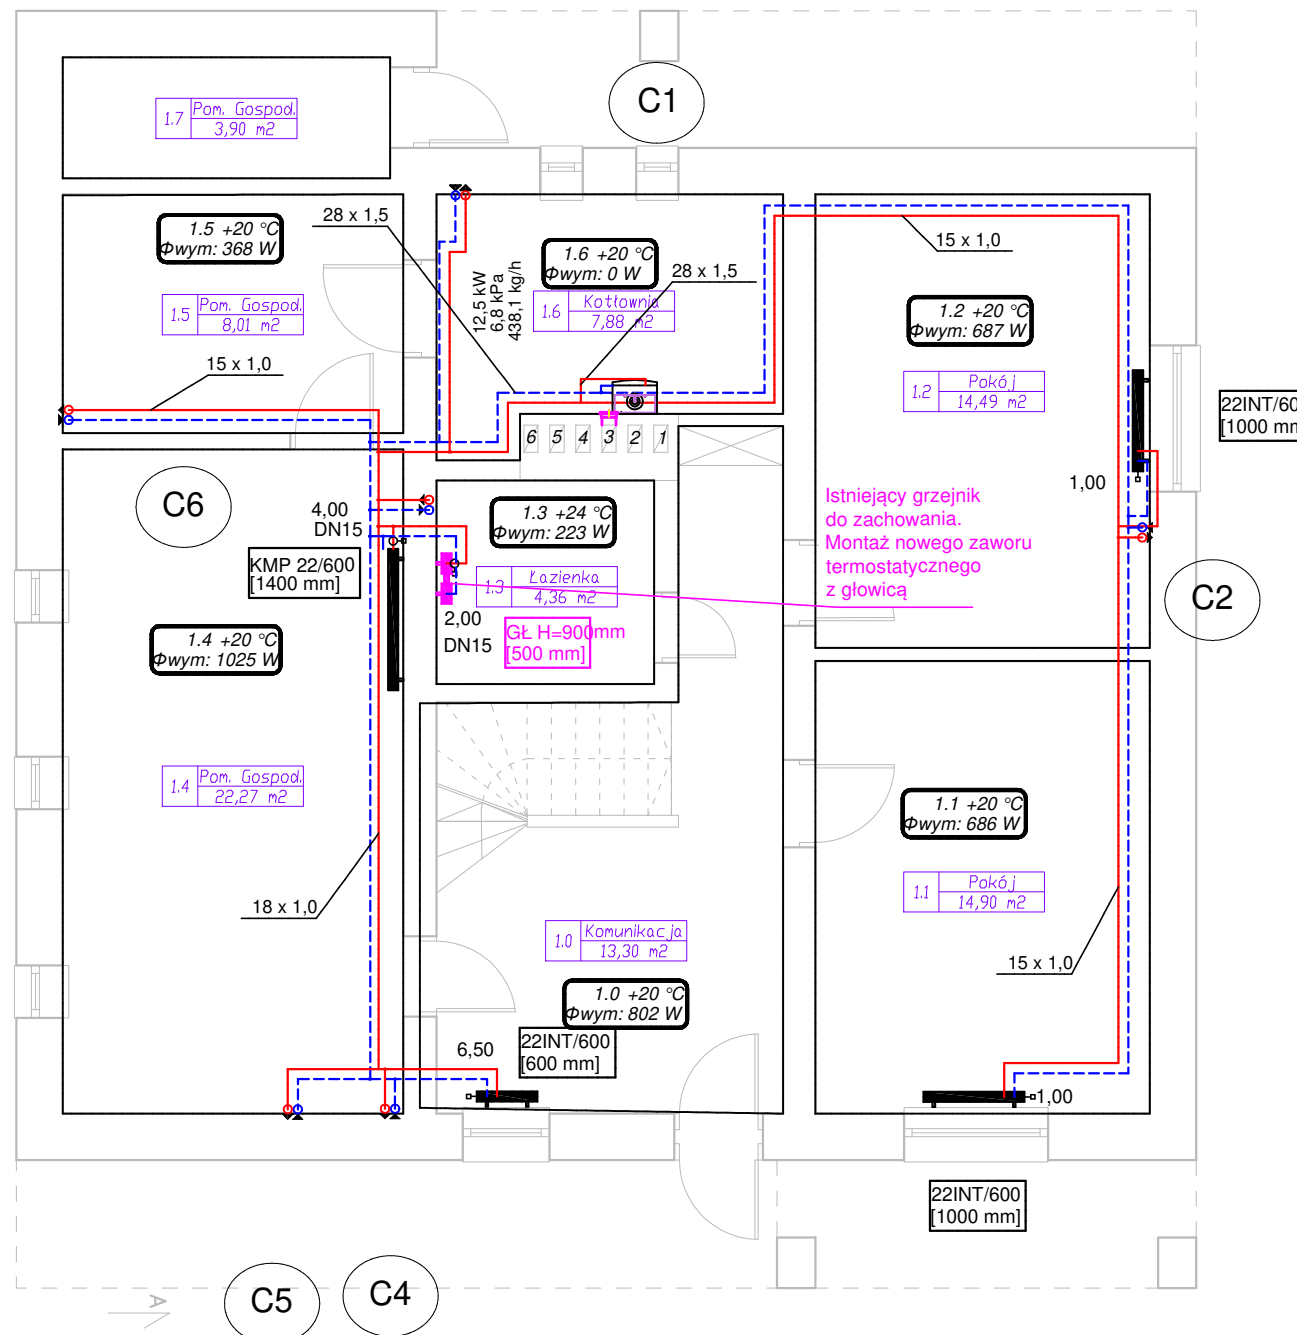 C1
1.7
Pom. Gospod.
3,90 m2
1.5 +20 °C
Φwym: 368 W
28 x 1,5
1.5
Pom. Gospod.
8,01 m2
12,5 kW
6,8 kPa
438,1 kg/h
1.6 +20 °C
Φwym: 0 W
28 x 1,5
1.6
Kotłownia
7,88 m2
15 x 1,0
1.2 +20 °C
Φwym: 687 W
1.2
Pokój
14,49 m2
15 x 1,0
22INT/60
[1000 mm
6 5 4 3 2 1
C6
4,00
DN15
KMP 22/600
[1400 mm]
1.3 +24 °C
Φwym: 223 W
1.3
Łazienka
4,36 m2
2,00
DN15
GŁ H=900mm
[500 mm]
1,00
Istniejący grzejnik
do zachowania.
Montaż nowego zaworu
termostatycznego
z głowicą
C2
1.4 +20 °C
Φwym: 1025 W
1.4
Pom. Gospod.
22,27 m2
18 x 1,0
1.1 +20 °C
Φwym: 686 W
1.1
Pokój
14,90 m2
15 x 1,0
1.0
Komunikacja
13,30 m2
1.0 +20 °C
Φwym: 802 W
6,50
22INT/600
[600 mm]
1,00
22INT/600
[1000 mm]
C5
C4
A